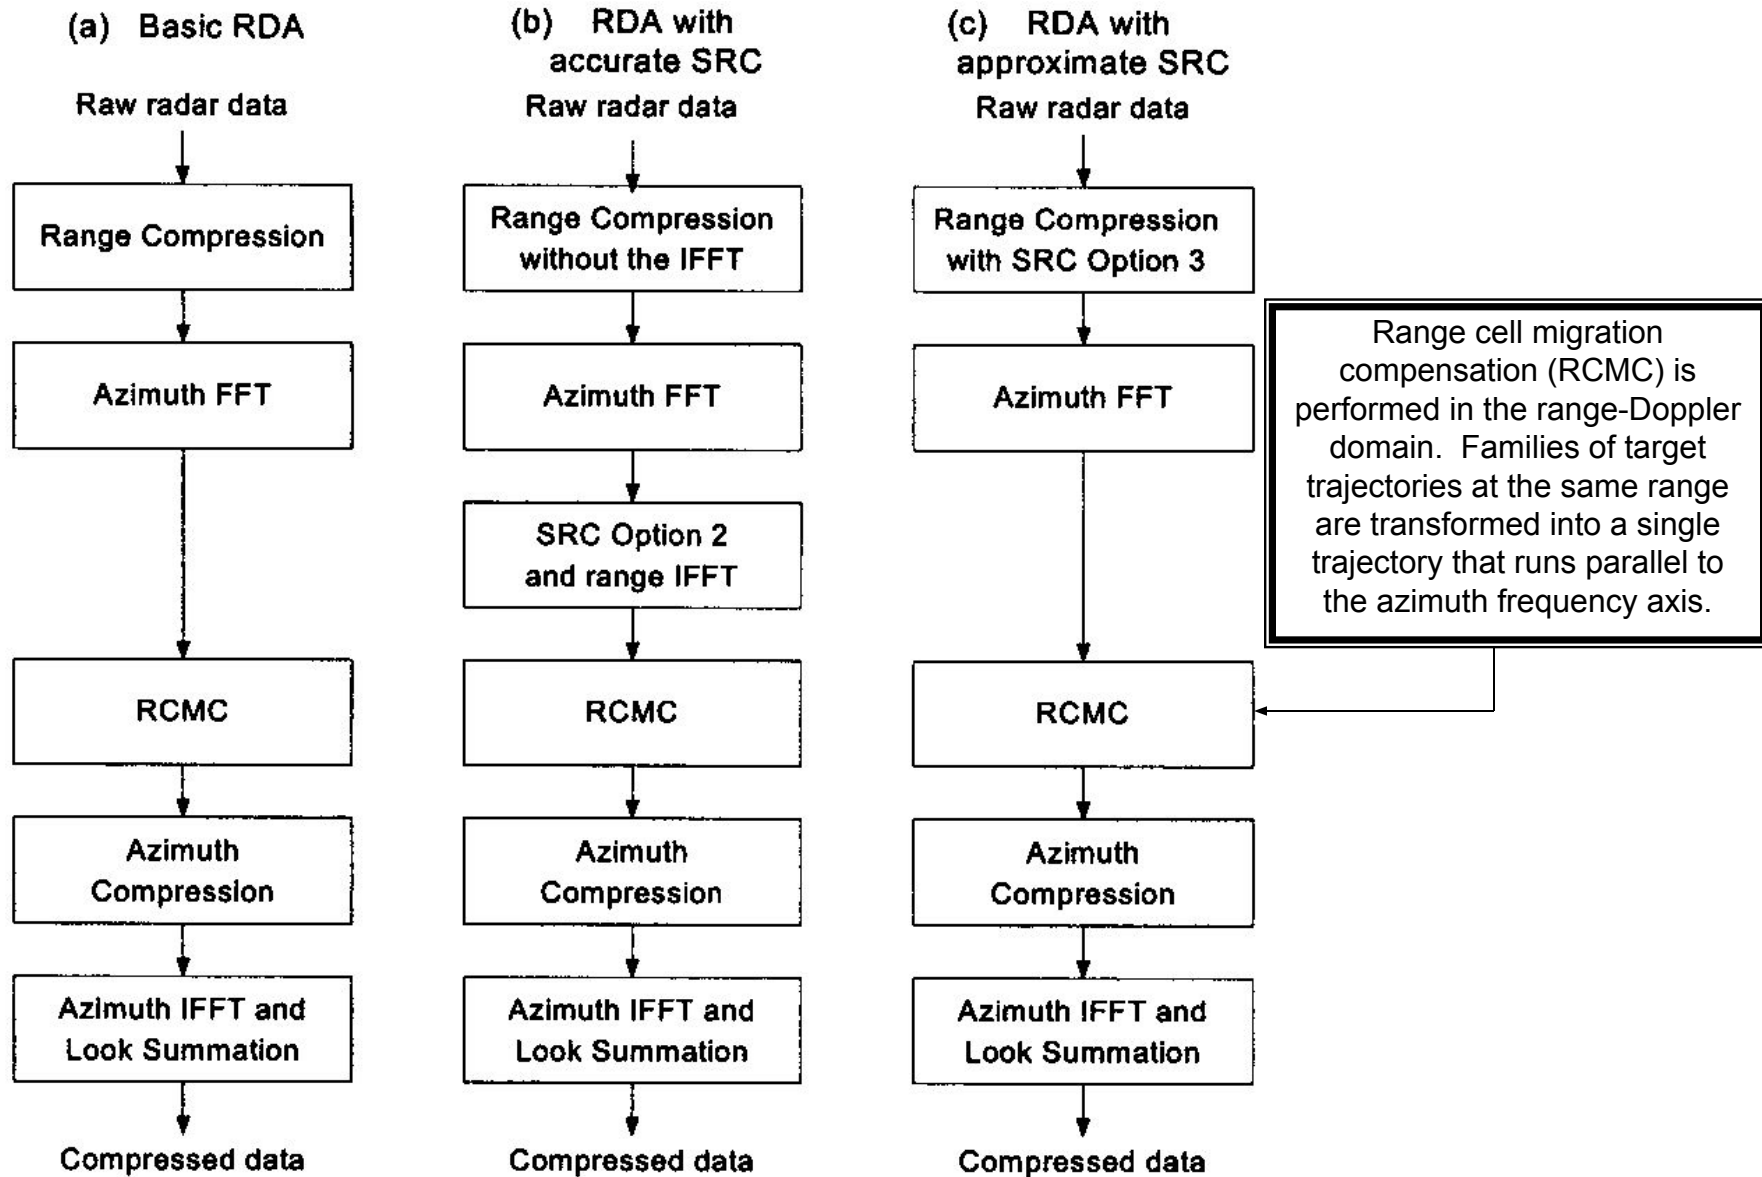 (a) Basic RDA
Raw radar data
Range Compression
Azimuth FFT
RCMC
Azimuth
Compression
Azimuth IFFT and
Look Summation
Compressed data
(b) RDA with
accurate SRC
Raw radar data
Range Compression
without the IFFT
Azimuth FFT
SRC Option 2
and range IFFT
RCMC
Azimuth
Compression
Azimuth IFFT and
Look Summation
Compressed data
(c) RDA with
approximate SRC
Raw radar data
Range Compression
with SRC Option 3
Azimuth FFT
RCMC
Azimuth
Compression
Azimuth IFFT and
Look Summation
Compressed data
Range cell migration
compensation (RCMC) is
performed in the range-Doppler
domain. Families of target
trajectories at the same range
are transformed into a single
trajectory that runs parallel to
the azimuth frequency axis.